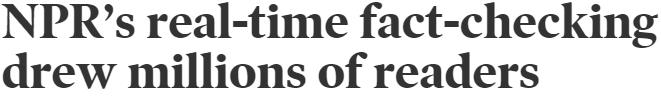 NPR’s real-time fact-checking
drew millions of readers